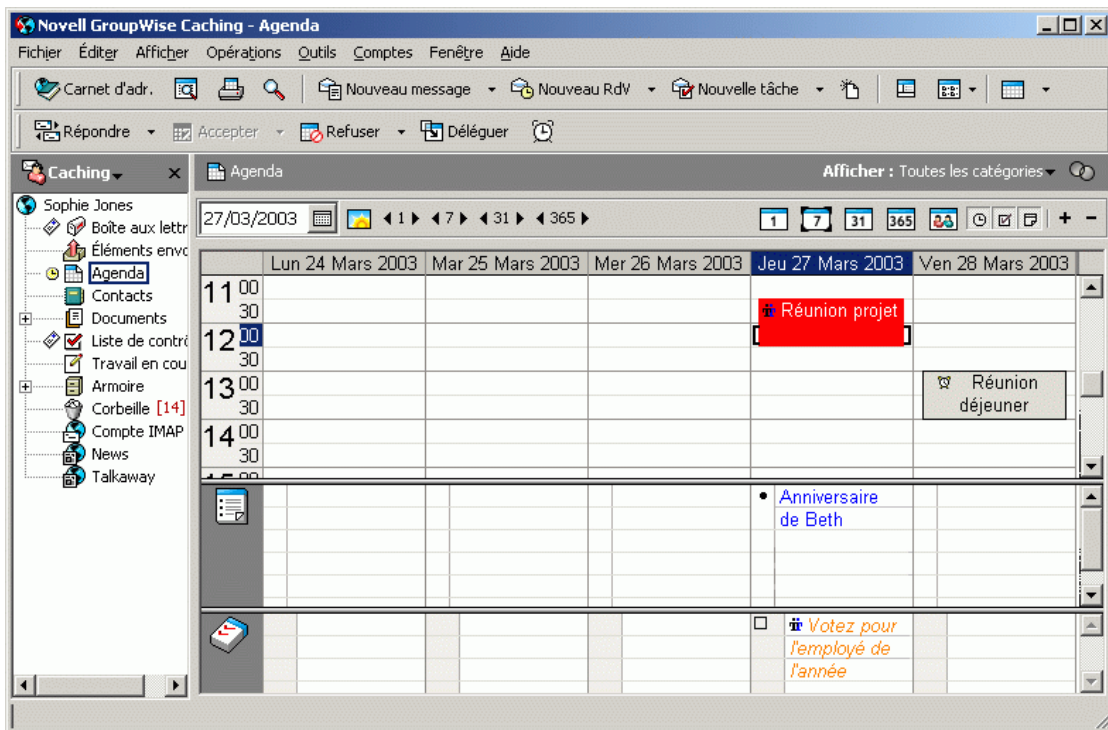 Novell GroupWise Caching - Agenda
Fichier Éditer Afficher Opérations Outils Comptes Fenêtre Aide
Carnet d'adr. Nouveau message Nouveau RdV Nouvelle tâche
Répondre Accepter Refuser Déléguer
Caching Agenda Afficher : Toutes les catégories
Sophie Jones
Boîte aux lettr
Éléments envo
Agenda
Contacts
Documents
Liste de contrô
Travail en cou
Armoire
Corbeille [14]
Compte IMAP
News
Talkaway
27/03/2003 1 7 31 365 1 7 31 365
Lun 24 Mars 2003 Mar 25 Mars 2003 Mer 26 Mars 2003 Jeu 27 Mars 2003 Ven 28 Mars 2003
11 00
30
12 00
30
13 00
30
14 00
30
Réunion projet
Réunion
déjeuner
Anniversaire
de Beth
Votez pour
l'employé de
l'année